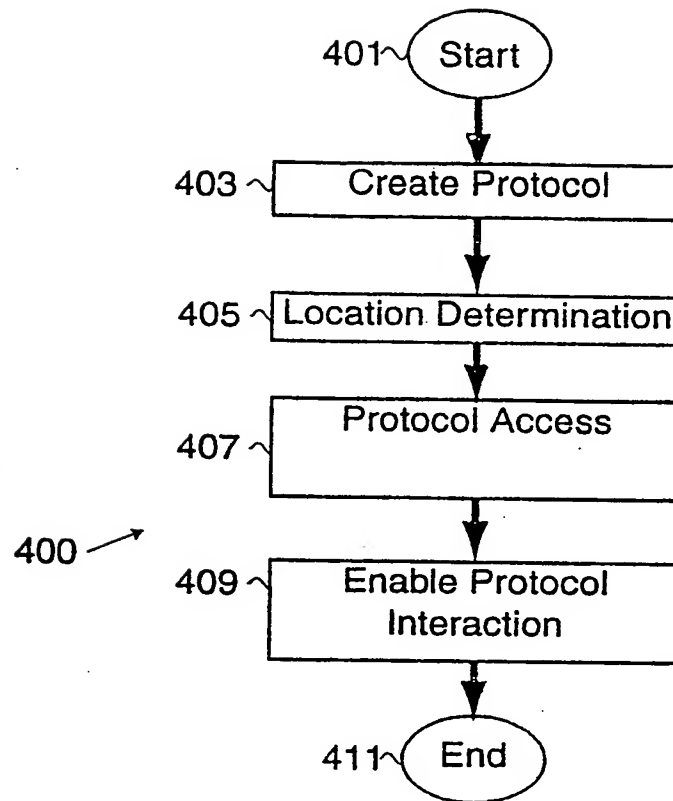 401 Start
403 Create Protocol
405 Location Determination
407 Protocol Access
400
409 Enable Protocol
Interaction
411 End